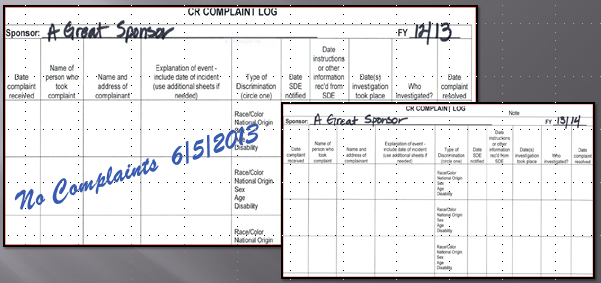 CR COMPLAINT LOG
Sponsor: A Great Sponsor FY 12/13
Date complaint received
Name of person who took complaint
Name and address of complainant
Explanation of event - include date of incident (use additional sheets if needed)
Type of Discrimination (circle one)
Date SDE notified
Date instructions or other information rec'd from SDE
Date(s) investigation took place
Who Investigated?
Date complaint resolved
Race/Color
National Origin
Disability
Race/Color
National Origin
Sex
Age
Disability
Race/Color
National Origin
No Complaints 6/5/2013
CR COMPLAINT LOG
Note
Sponsor: A Great Sponsor FY 13/14
Date complaint received
Name of person who took complaint
Name and address of complainant
Explanation of event - include date of incident (use additional sheets if needed)
Type of Discrimination (circle one)
Date SDE notified
Date instructions or other information rec'd from SDE
Date(s) investigation took place
Who Investigated?
Date complaint resolved
Race/Color
National Origin
Sex
Age
Disability
Race/Color
National Origin
Sex
Age
Disability
Race/Color
National Origin
Sex
Age
Disability